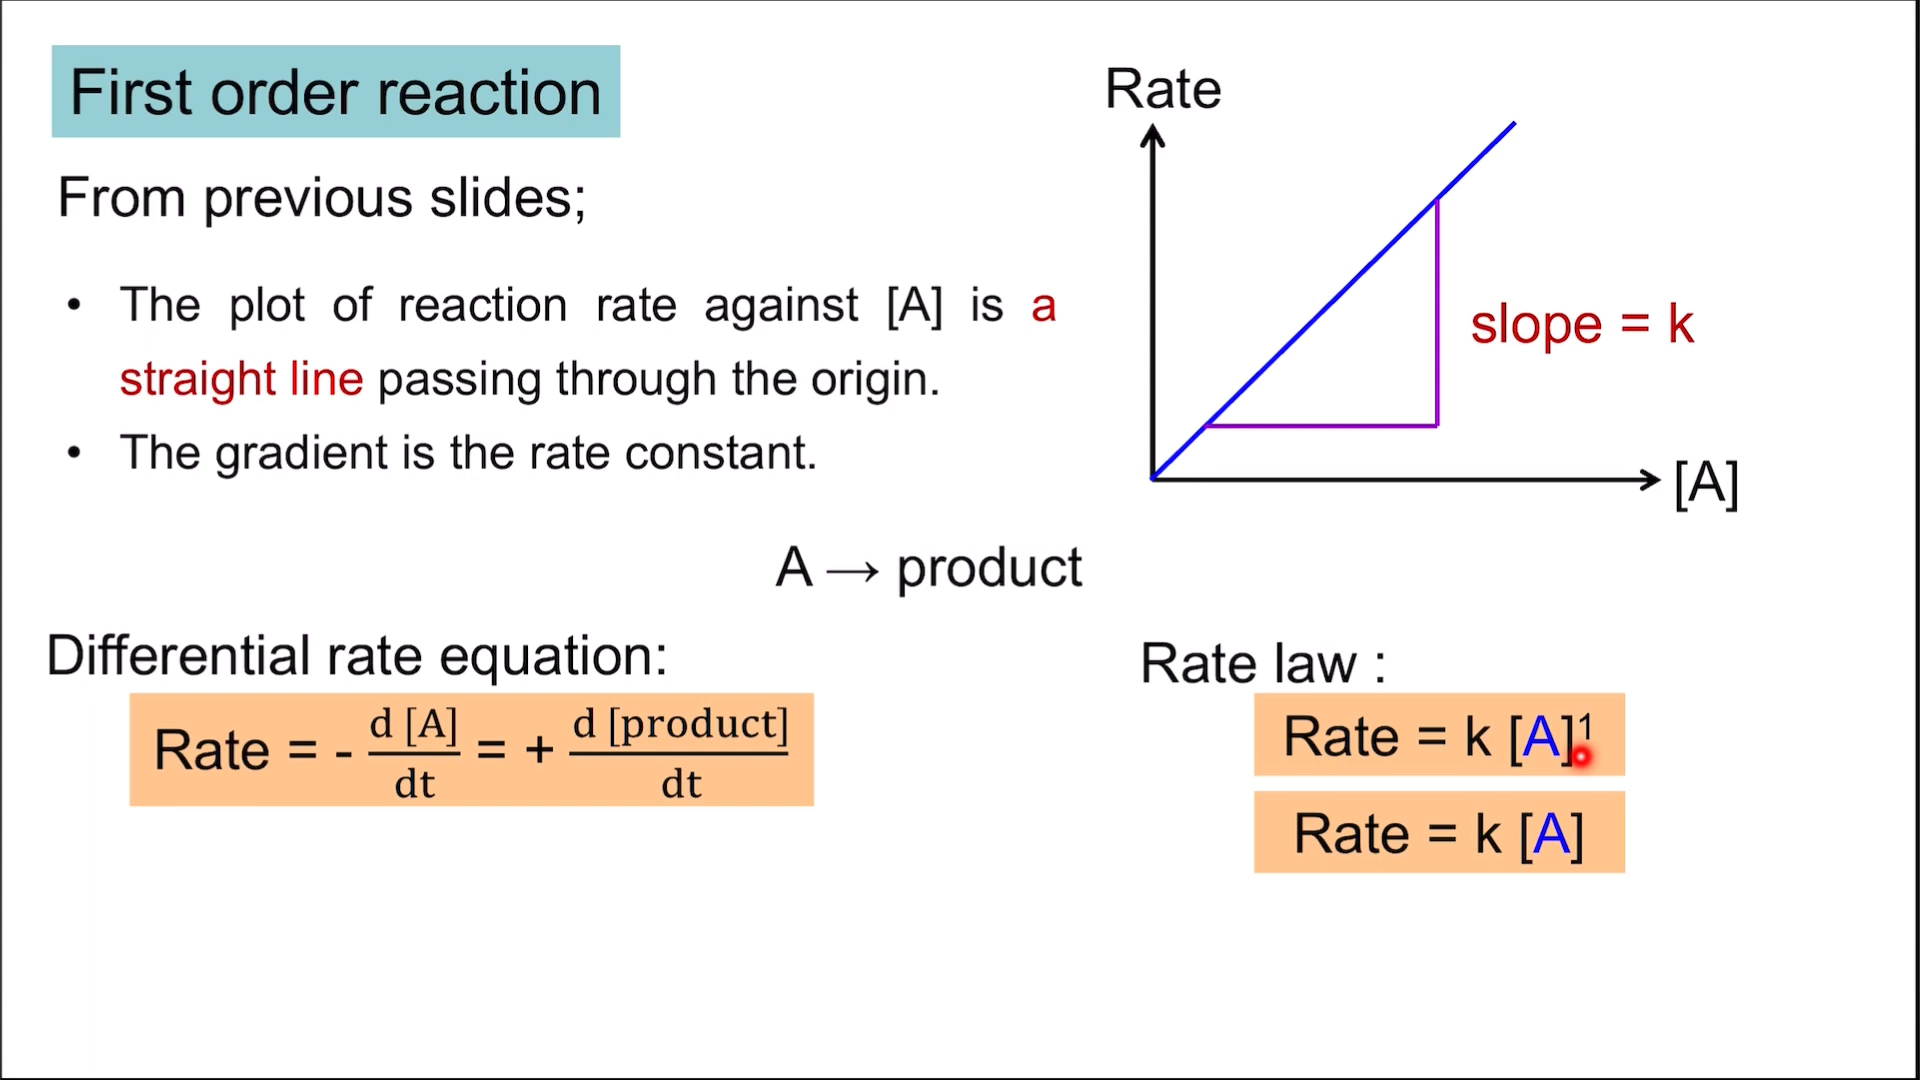 First order reaction
From previous slides;
• The plot of reaction rate against [A] is a
straight line passing through the origin.
• The gradient is the rate constant.
Rate
slope = k
[A]
A → product
Differential rate equation:
Rate = - d [A]/dt = + d [product]/dt
Rate law :
Rate = k [A]¹
Rate = k [A]